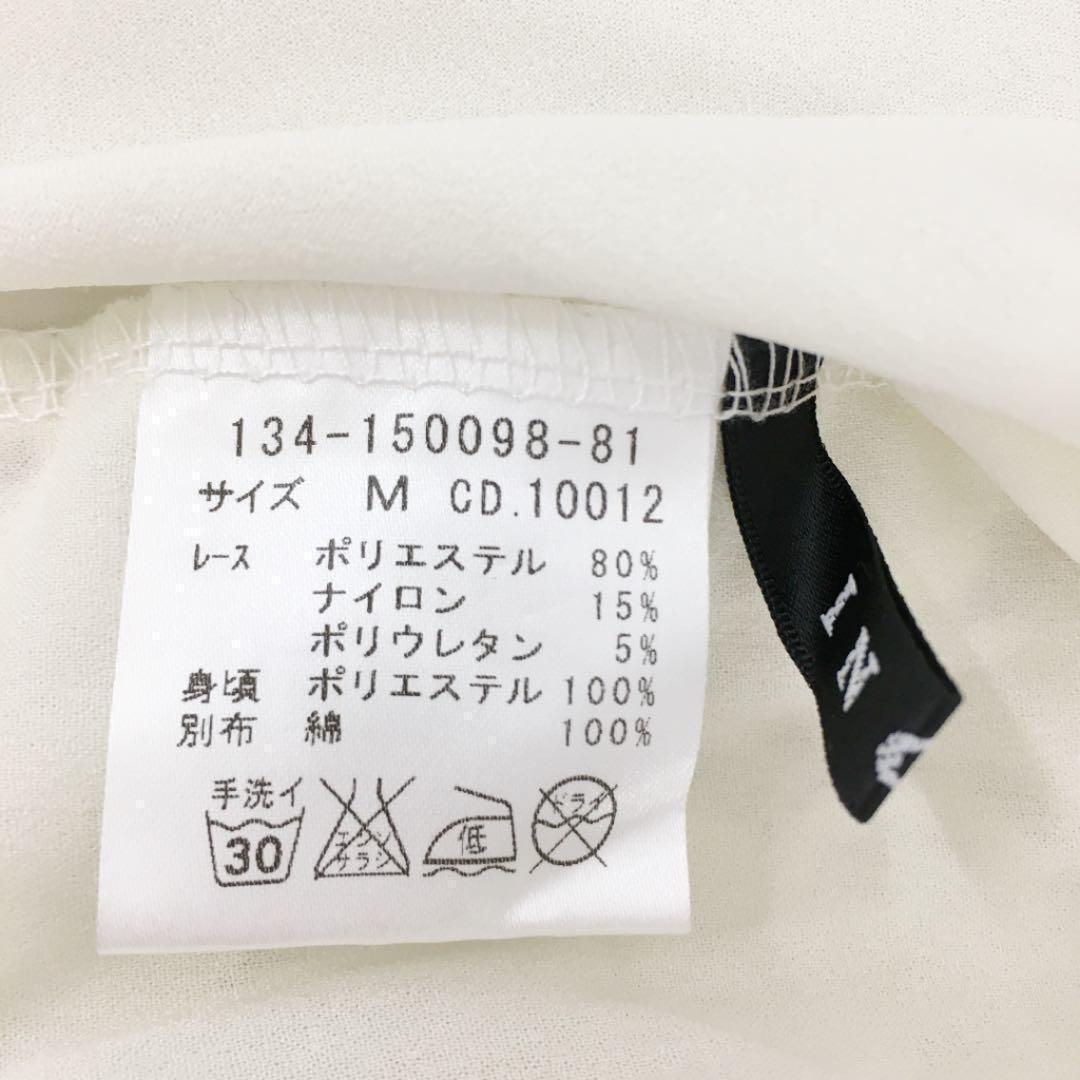 134-150098-81
サイズ M CD.10012
レース ポリエステル 80%
ナイロン 15%
ポリウレタン 5%
身頃 ポリエステル 100%
別布 綿 100%
手洗イ
30
エンソ
サラシ
低
ドライ